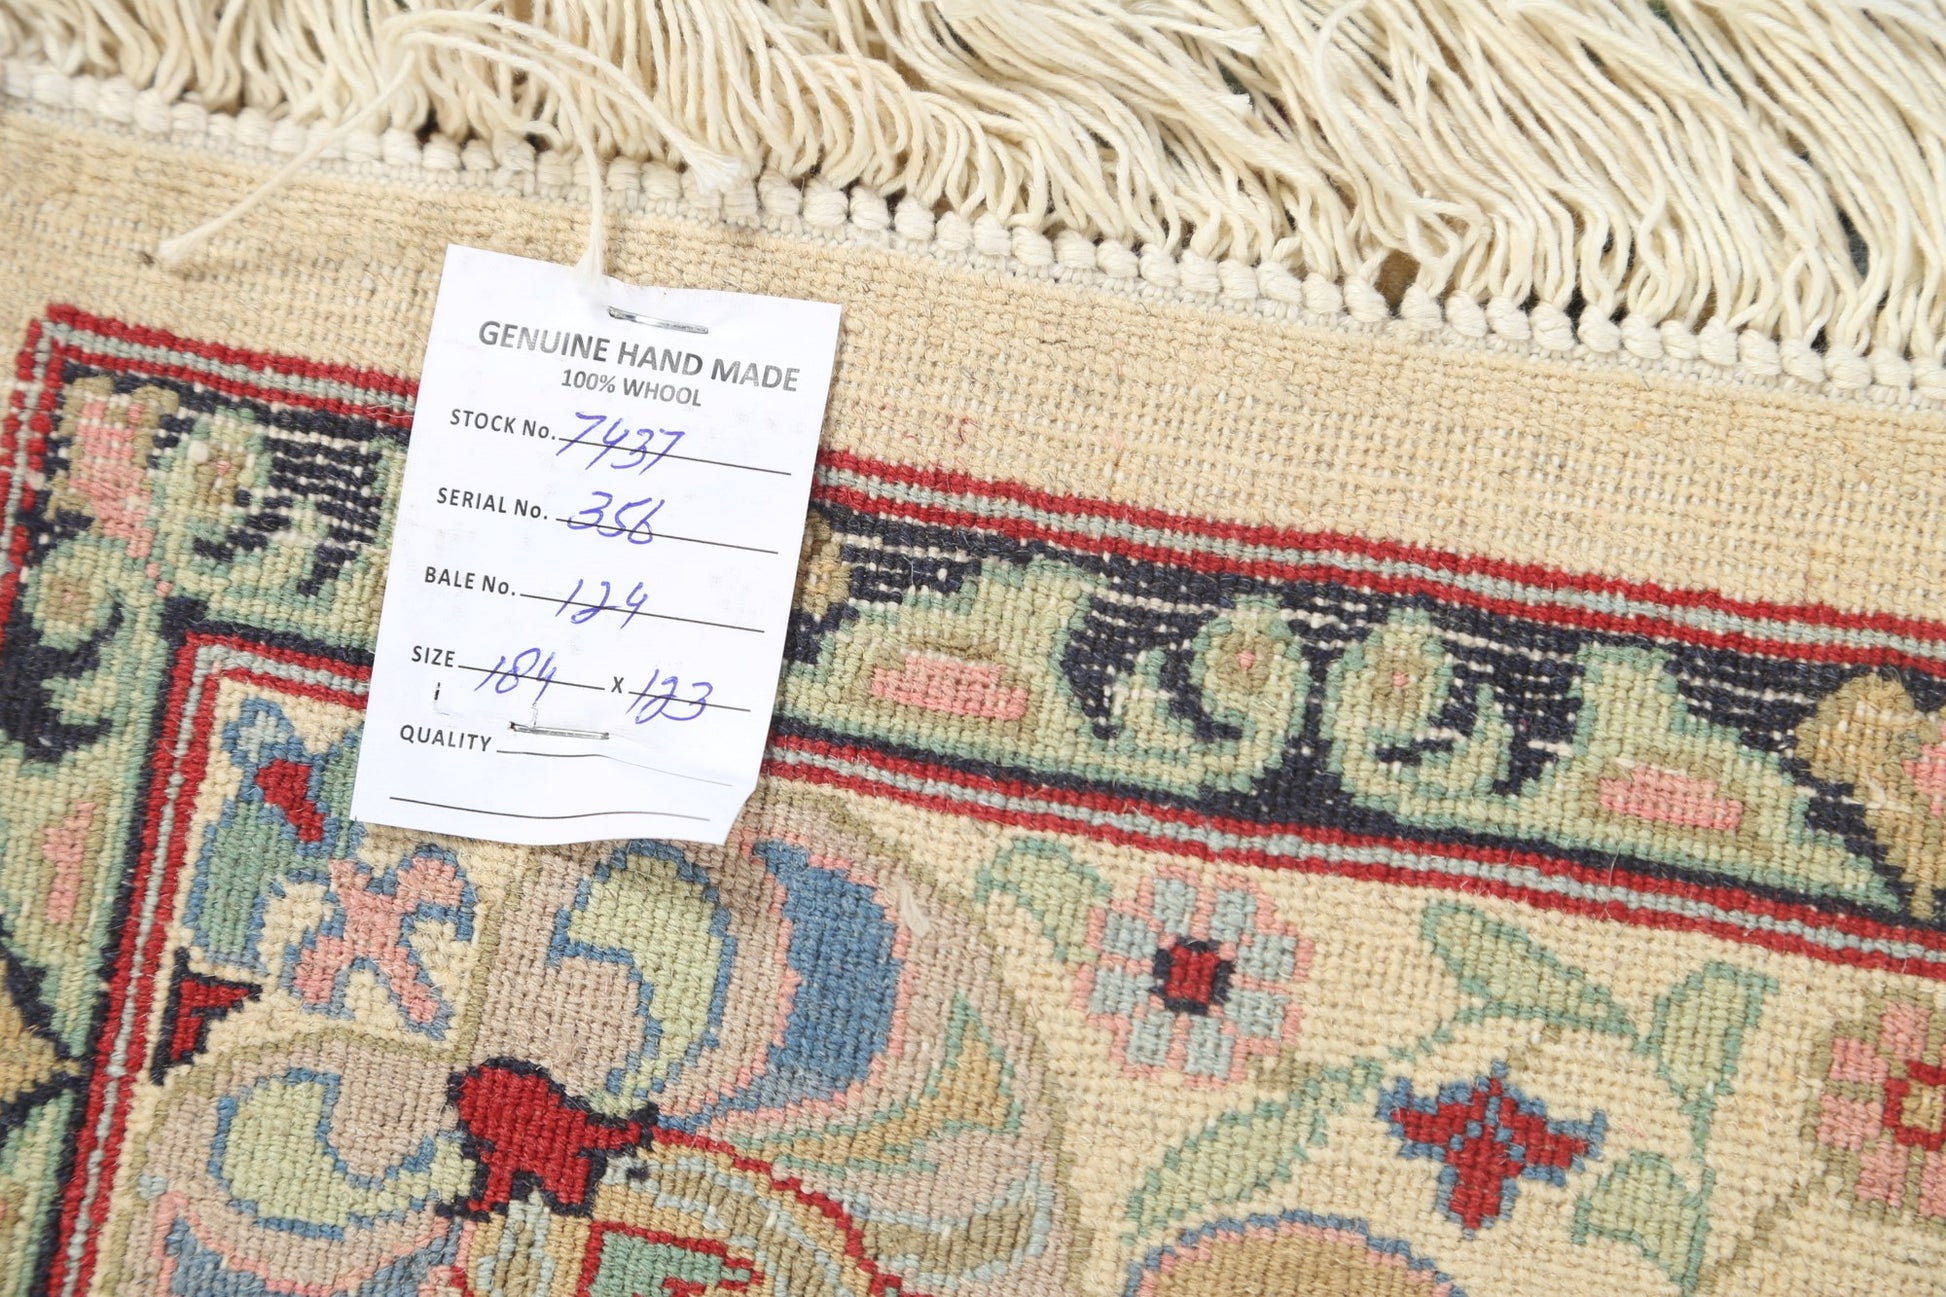 GENUINE HAND MADE
100% WHOOL
STOCK No. 7437
SERIAL No. 356
BALE No. 124
SIZE 184 x 123
QUALITY